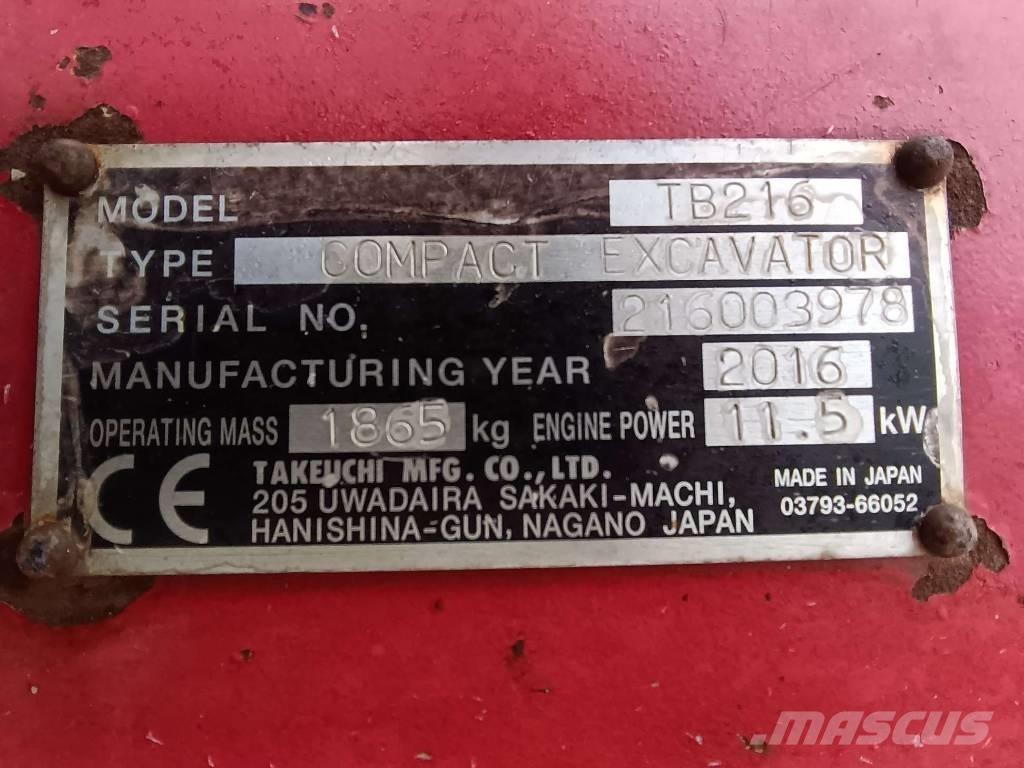 MODEL TB216
TYPE COMPACT EXCAVATOR
SERIAL NO. 216003978
MANUFACTURING YEAR 2016
OPERATING MASS 1865 kg ENGINE POWER 11.5 kW
CE
TAKEUCHI MFG. CO., LTD.
205 UWADAIRA SAKAKI-MACHI,
HANISHINA-GUN, NAGANO JAPAN
MADE IN JAPAN
03793-66052
MASCUS